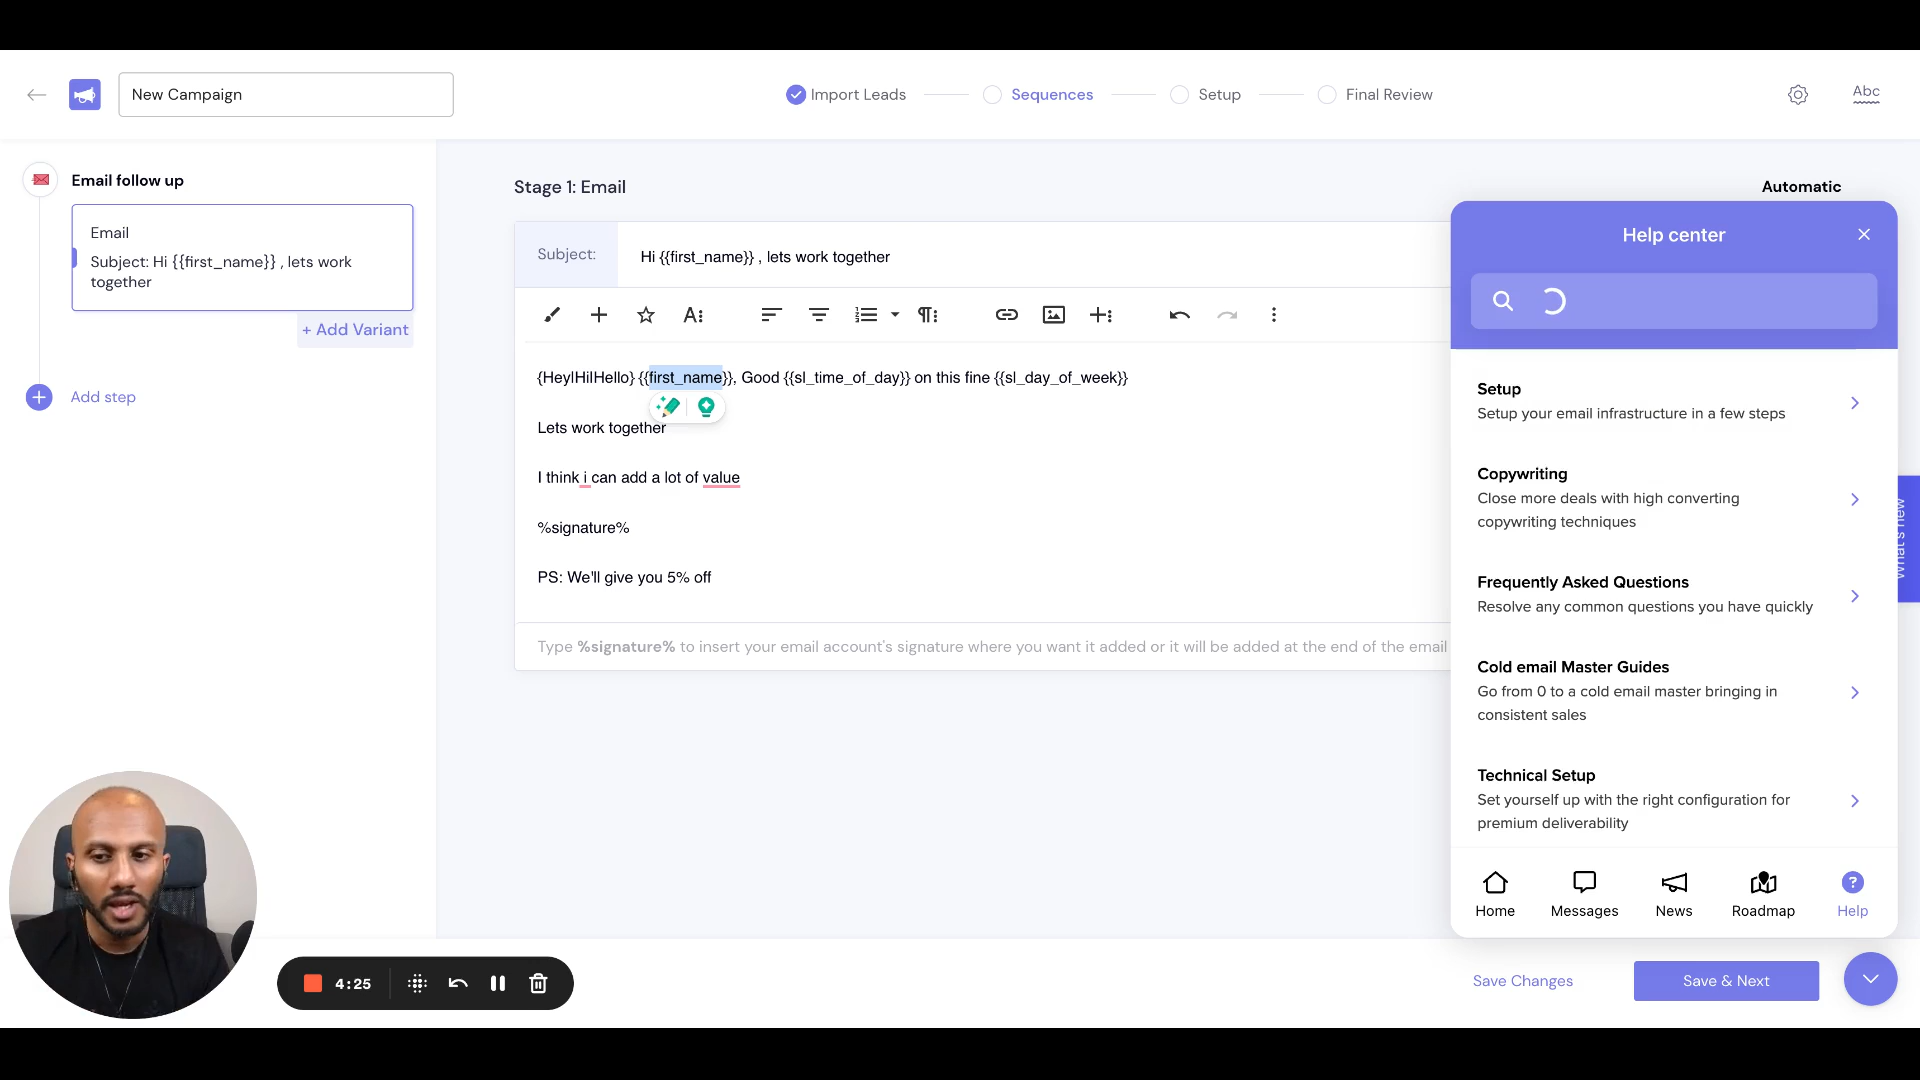 New Campaign
Import Leads
Sequences
Setup
Final Review
Abc
Email follow up
Email
Subject: Hi {{first_name}} , lets work
together
+ Add Variant
Add step
Stage 1: Email
Automatic
Subject:
Hi {{first_name}} , lets work together
{Hey|Hi|Hello} {{first_name}}, Good {{sl_time_of_day}} on this fine {{sl_day_of_week}}
Lets work together
I think i can add a lot of value
%signature%
PS: We'll give you 5% off
Type %signature% to insert your email account's signature where you want it added or it will be added at the end of the email
Help center
Setup
Setup your email infrastructure in a few steps
Copywriting
Close more deals with high converting
copywriting techniques
Frequently Asked Questions
Resolve any common questions you have quickly
Cold email Master Guides
Go from 0 to a cold email master bringing in
consistent sales
Technical Setup
Set yourself up with the right configuration for
premium deliverability
Home
Messages
News
Roadmap
Help
What's new
4:25
Save Changes
Save & Next